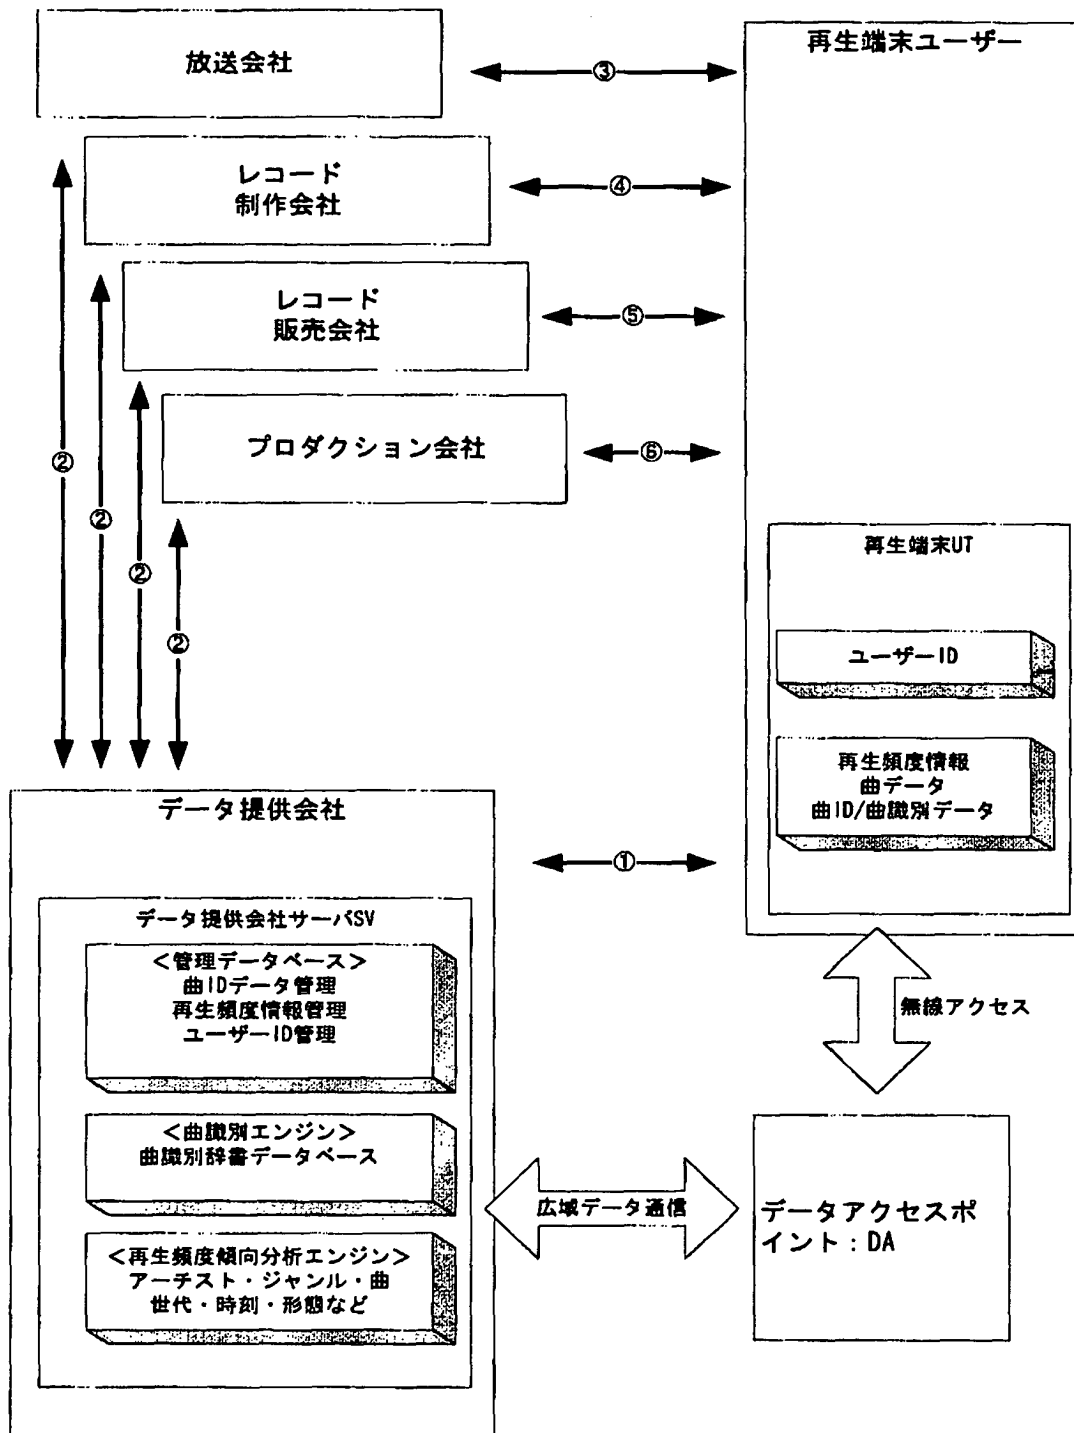 放送会社
③
再生端末ユーザー
レコード
制作会社
④
レコード
販売会社
⑤
プロダクション会社
⑥
②
②
②
②
再生端末UT
ユーザーID
再生頻度情報
曲データ
曲ID/曲識別データ
データ提供会社
①
データ提供会社サーバSV
<管理データベース>
曲IDデータ管理
再生頻度情報管理
ユーザーID管理
無線アクセス
<曲識別エンジン>
曲識別辞書データベース
広域データ通信
データアクセスポ
イント：DA
<再生頻度傾向分析エンジン>
アーチスト・ジャンル・曲
世代・時刻・形態など